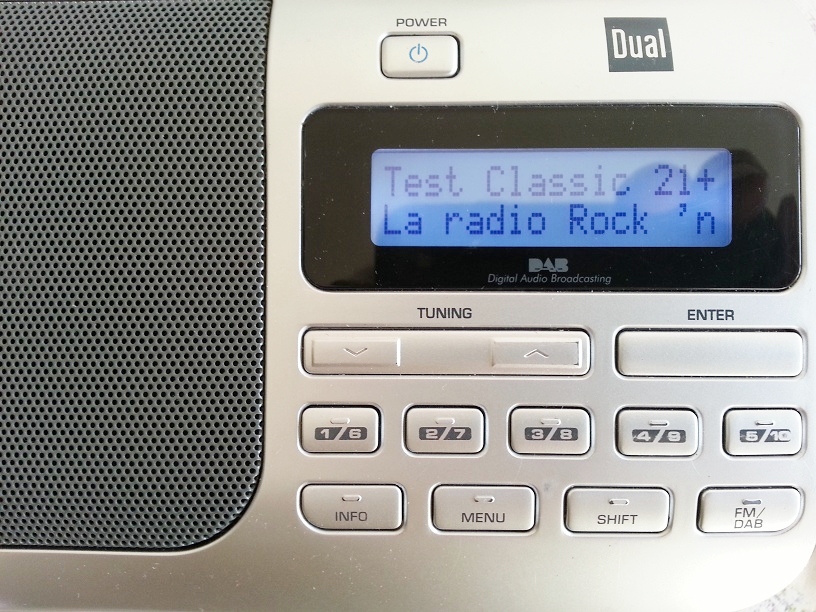 POWER
Dual
Test Classic 21+
La radio Rock 'n
DAB
Digital Audio Broadcasting
TUNING
ENTER
1/6
2/7
3/8
4/9
5/10
INFO
MENU
SHIFT
FM/
DAB